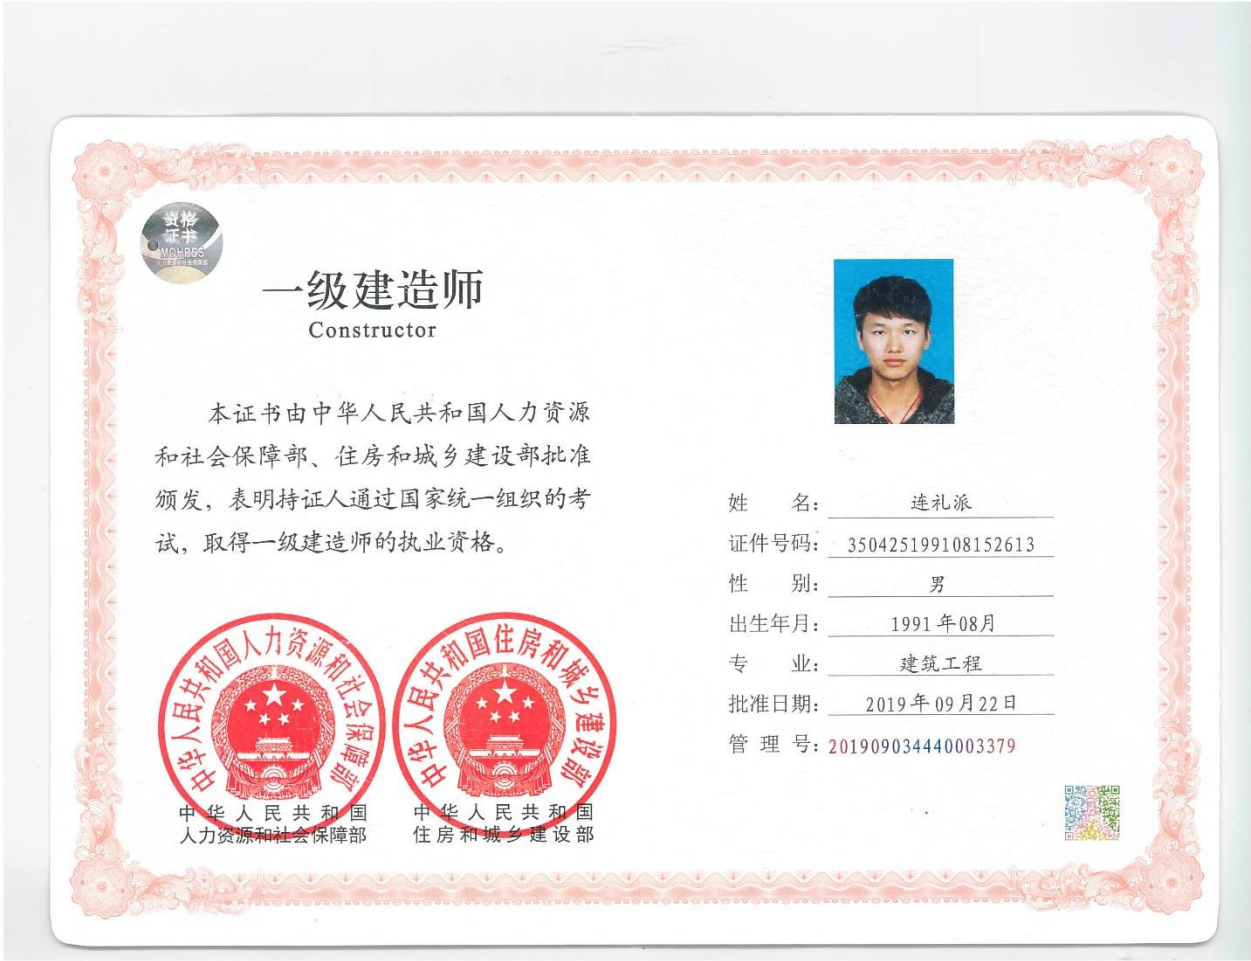 资格
证书
MOHRSS
一级建造师
Constructor
本证书由中华人民共和国人力资源
和社会保障部、住房和城乡建设部批准
颁发，表明持证人通过国家统一组织的考
试，取得一级建造师的执业资格。
中华人民共和国人力资源和社会保障部
中华人民共和国住房和城乡建设部
中华人民共和国
人力资源和社会保障部
中华人民共和国
住房和城乡建设部
姓 名：连礼派
证件号码：350425199108152613
性 别：男
出生年月：1991年08月
专 业：建筑工程
批准日期：2019年09月22日
管 理 号：201909034440003379